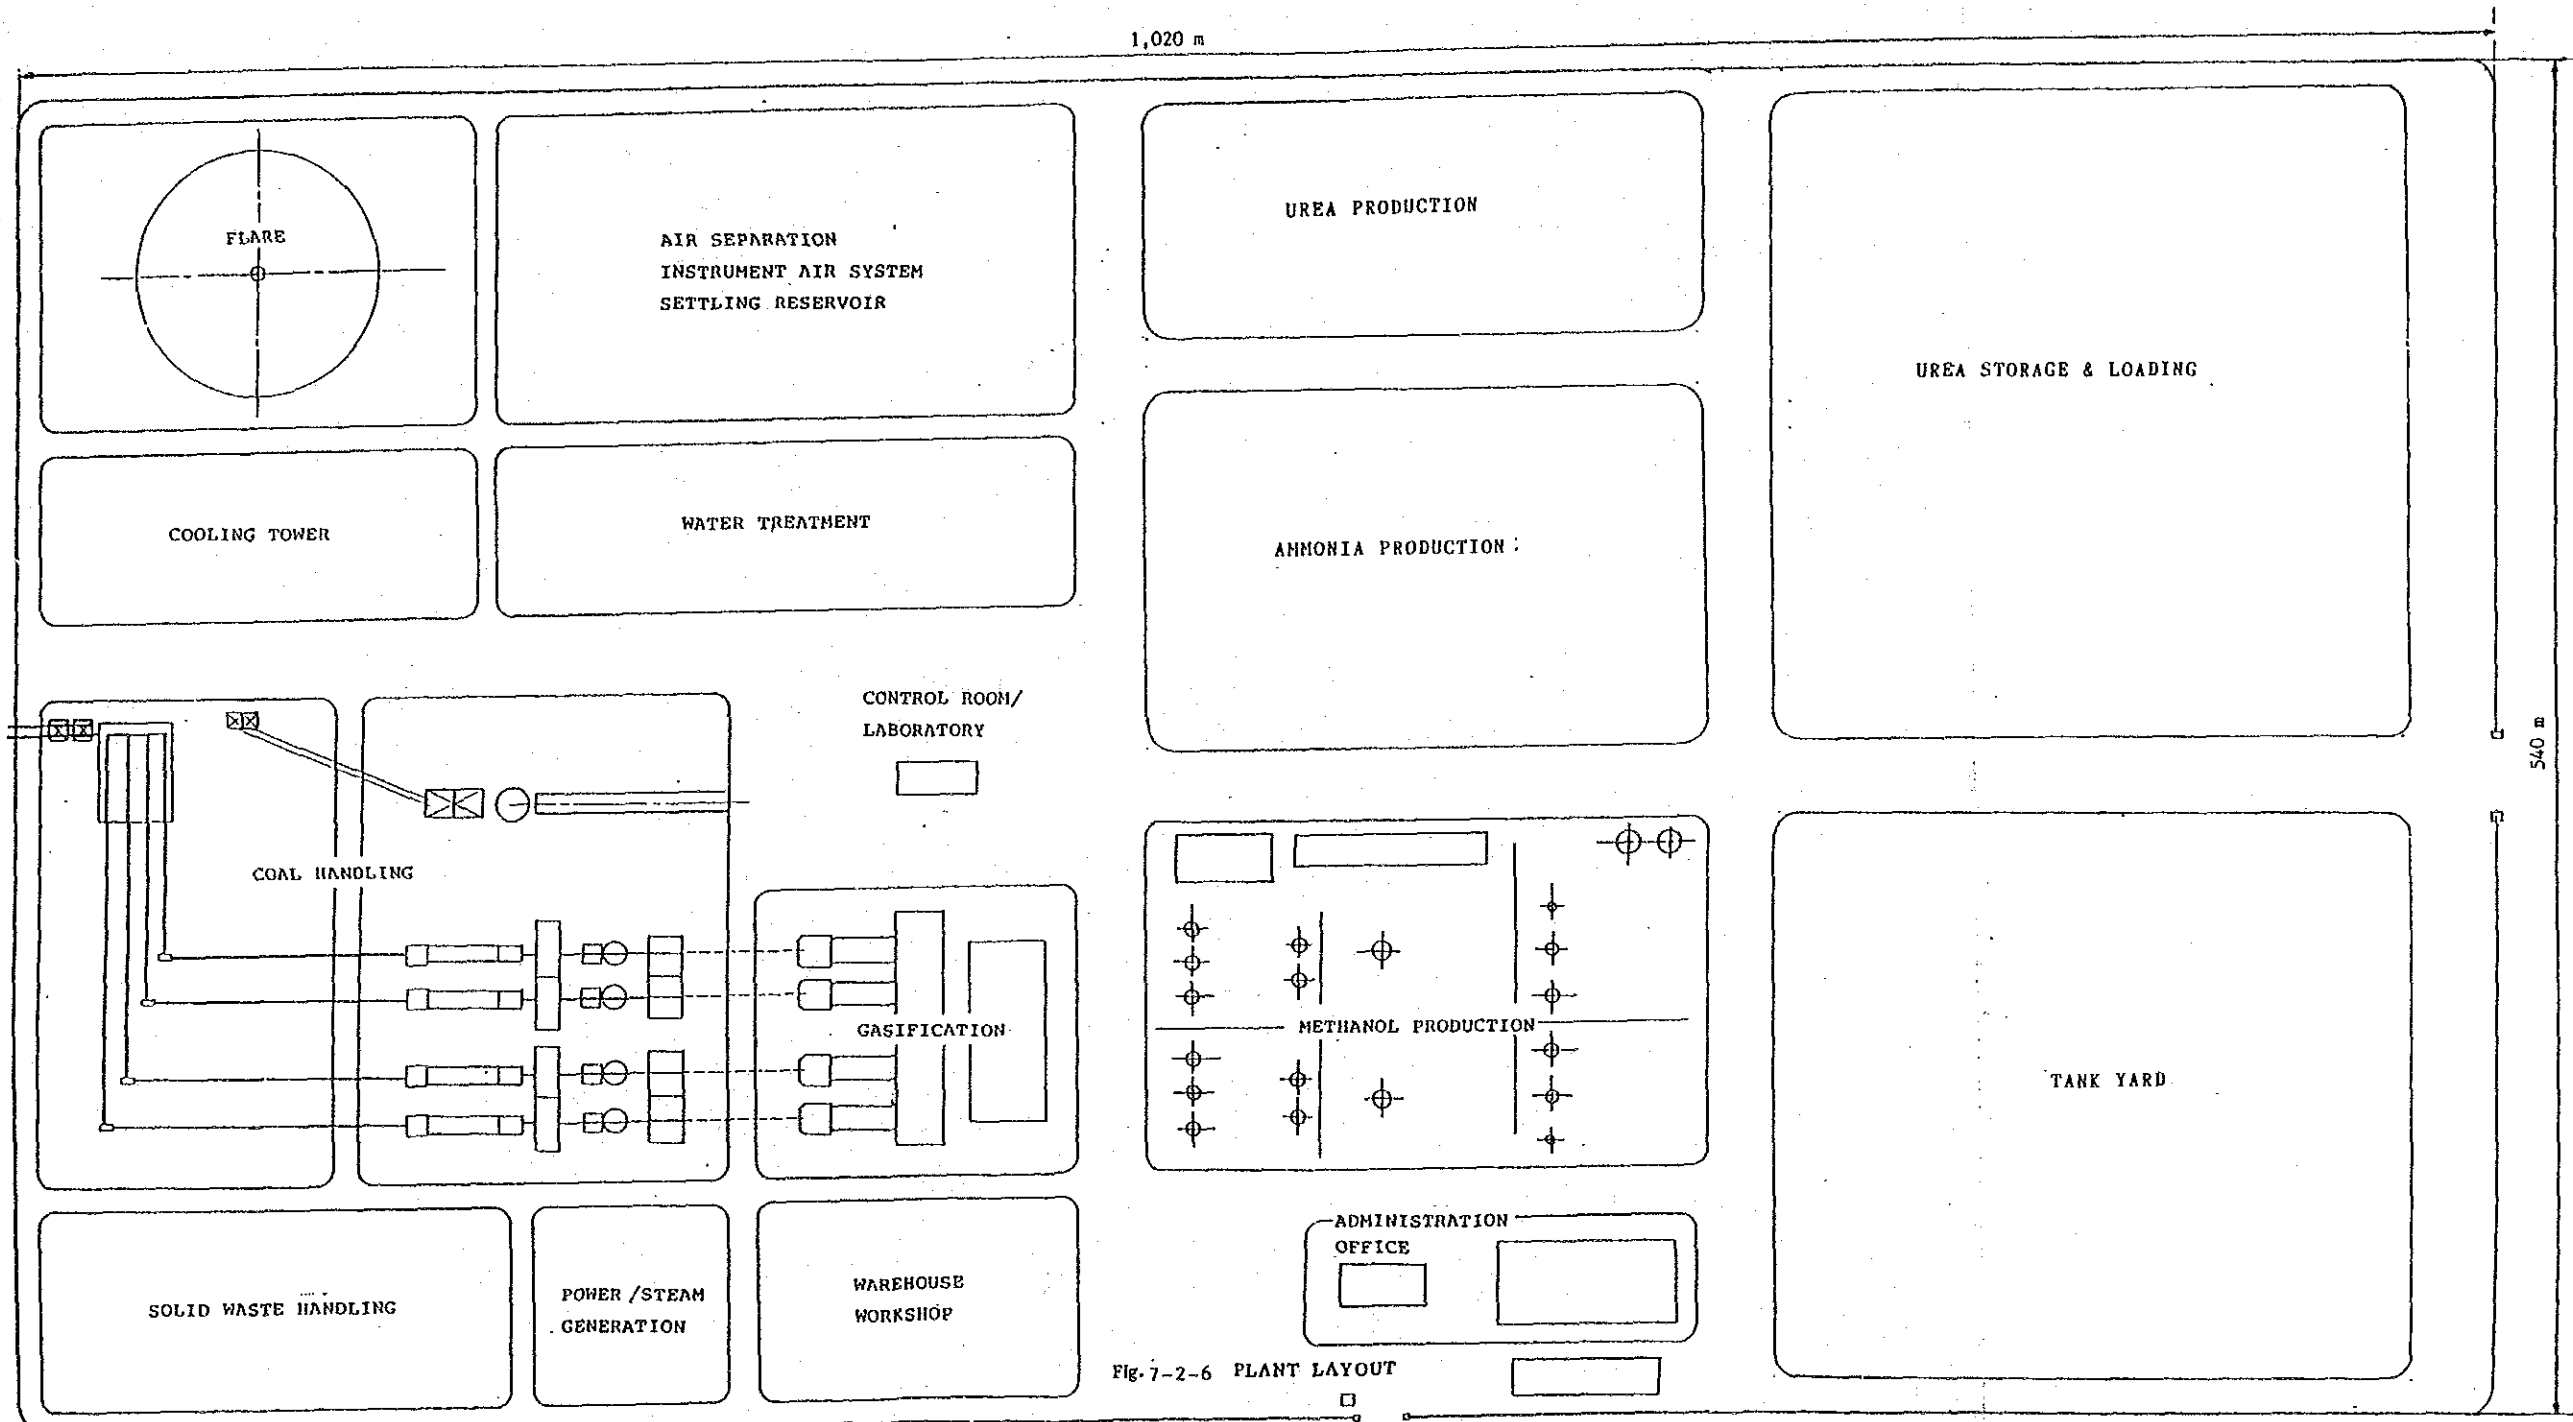 1,020 m
FLARE
AIR SEPARATION
INSTRUMENT AIR SYSTEM
SETTLING RESERVOIR
UREA PRODUCTION
UREA STORAGE & LOADING
COOLING TOWER
WATER TREATMENT
AMMONIA PRODUCTION
CONTROL ROOM/
LABORATORY
540 m
COAL HANDLING
GASIFICATION
METHANOL PRODUCTION
TANK YARD
SOLID WASTE HANDLING
POWER/STEAM
GENERATION
WAREHOUSE
WORKSHOP
ADMINISTRATION
OFFICE
Fig. 7-2-6 PLANT LAYOUT